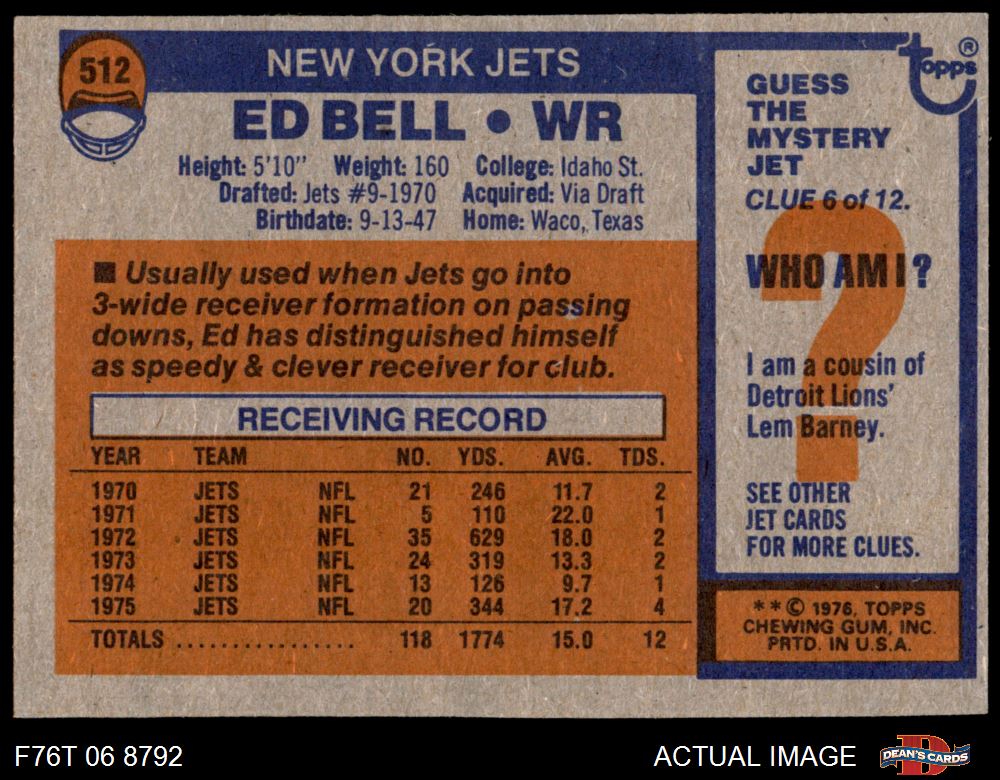 512
NEW YORK JETS
ED BELL • WR
Height: 5'10" Weight: 160 College: Idaho St.
Drafted: Jets #9-1970 Acquired: Via Draft
Birthdate: 9-13-47 Home: Waco, Texas
■ Usually used when Jets go into
3-wide receiver formation on passing
downs, Ed has distinguished himself
as speedy & clever receiver for club.
RECEIVING RECORD
YEAR TEAM NO. YDS. AVG. TDS.
1970 JETS NFL 21 246 11.7 2
1971 JETS NFL 5 110 22.0 1
1972 JETS NFL 35 629 18.0 2
1973 JETS NFL 24 319 13.3 2
1974 JETS NFL 13 126 9.7 1
1975 JETS NFL 20 344 17.2 4
TOTALS ................ 118 1774 15.0 12
topps ®
GUESS
THE
MYSTERY
JET
CLUE 6 of 12.
?
WHO AM I?
I am a cousin of
Detroit Lions'
Lem Barney.
SEE OTHER
JET CARDS
FOR MORE CLUES.
**© 1976, TOPPS
CHEWING GUM, INC.
PRTD. IN U.S.A.
F76T 06 8792 ACTUAL IMAGE
D
DEAN'S CARDS